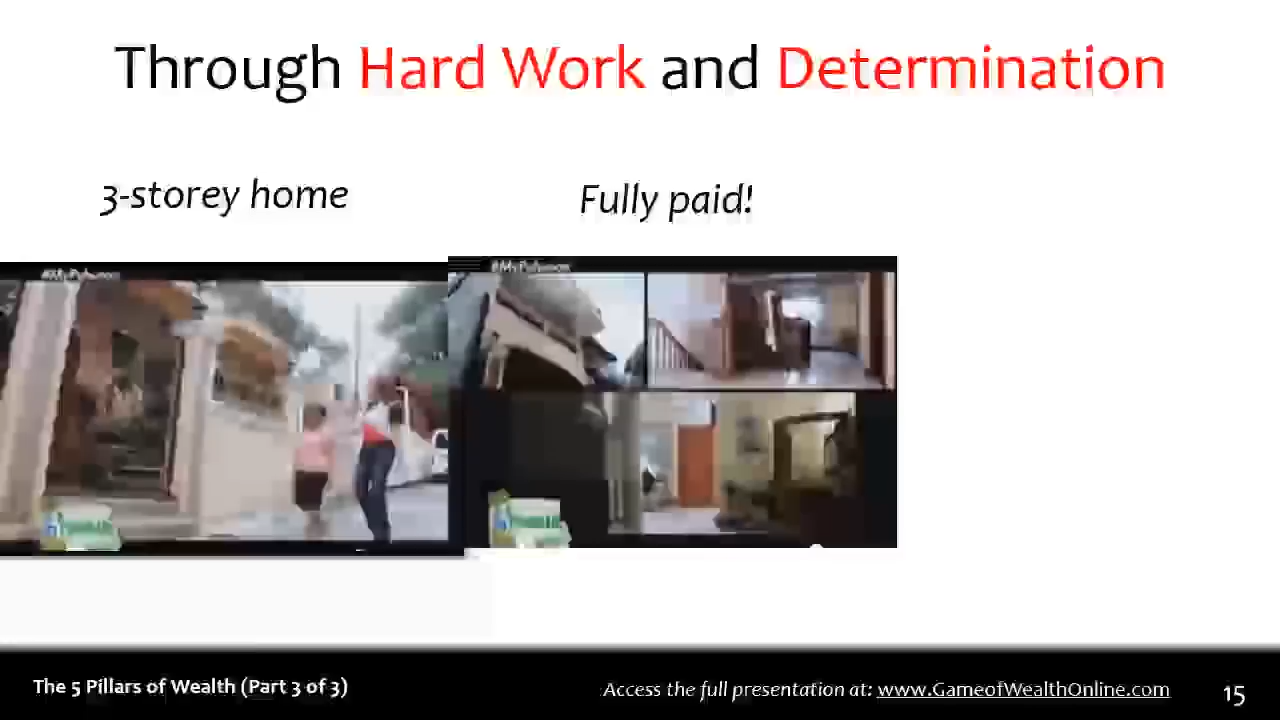 Through Hard Work and Determination
3-storey home
Fully paid!
The 5 Pillars of Wealth (Part 3 of 3)
Access the full presentation at: www.GameofWealthOnline.com
15